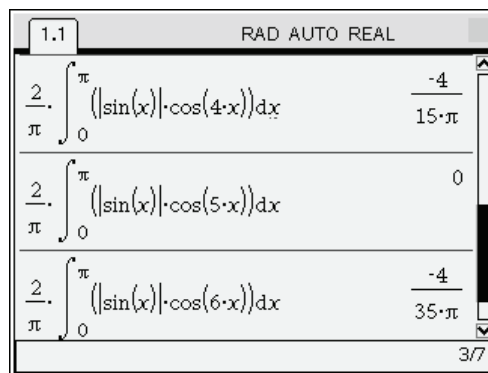 1.1 RAD AUTO REAL
2/π·∫₀^π(|sin(x)|·cos(4·x))dx -4/(15·π)
2/π·∫₀^π(|sin(x)|·cos(5·x))dx 0
2/π·∫₀^π(|sin(x)|·cos(6·x))dx -4/(35·π)
3/7